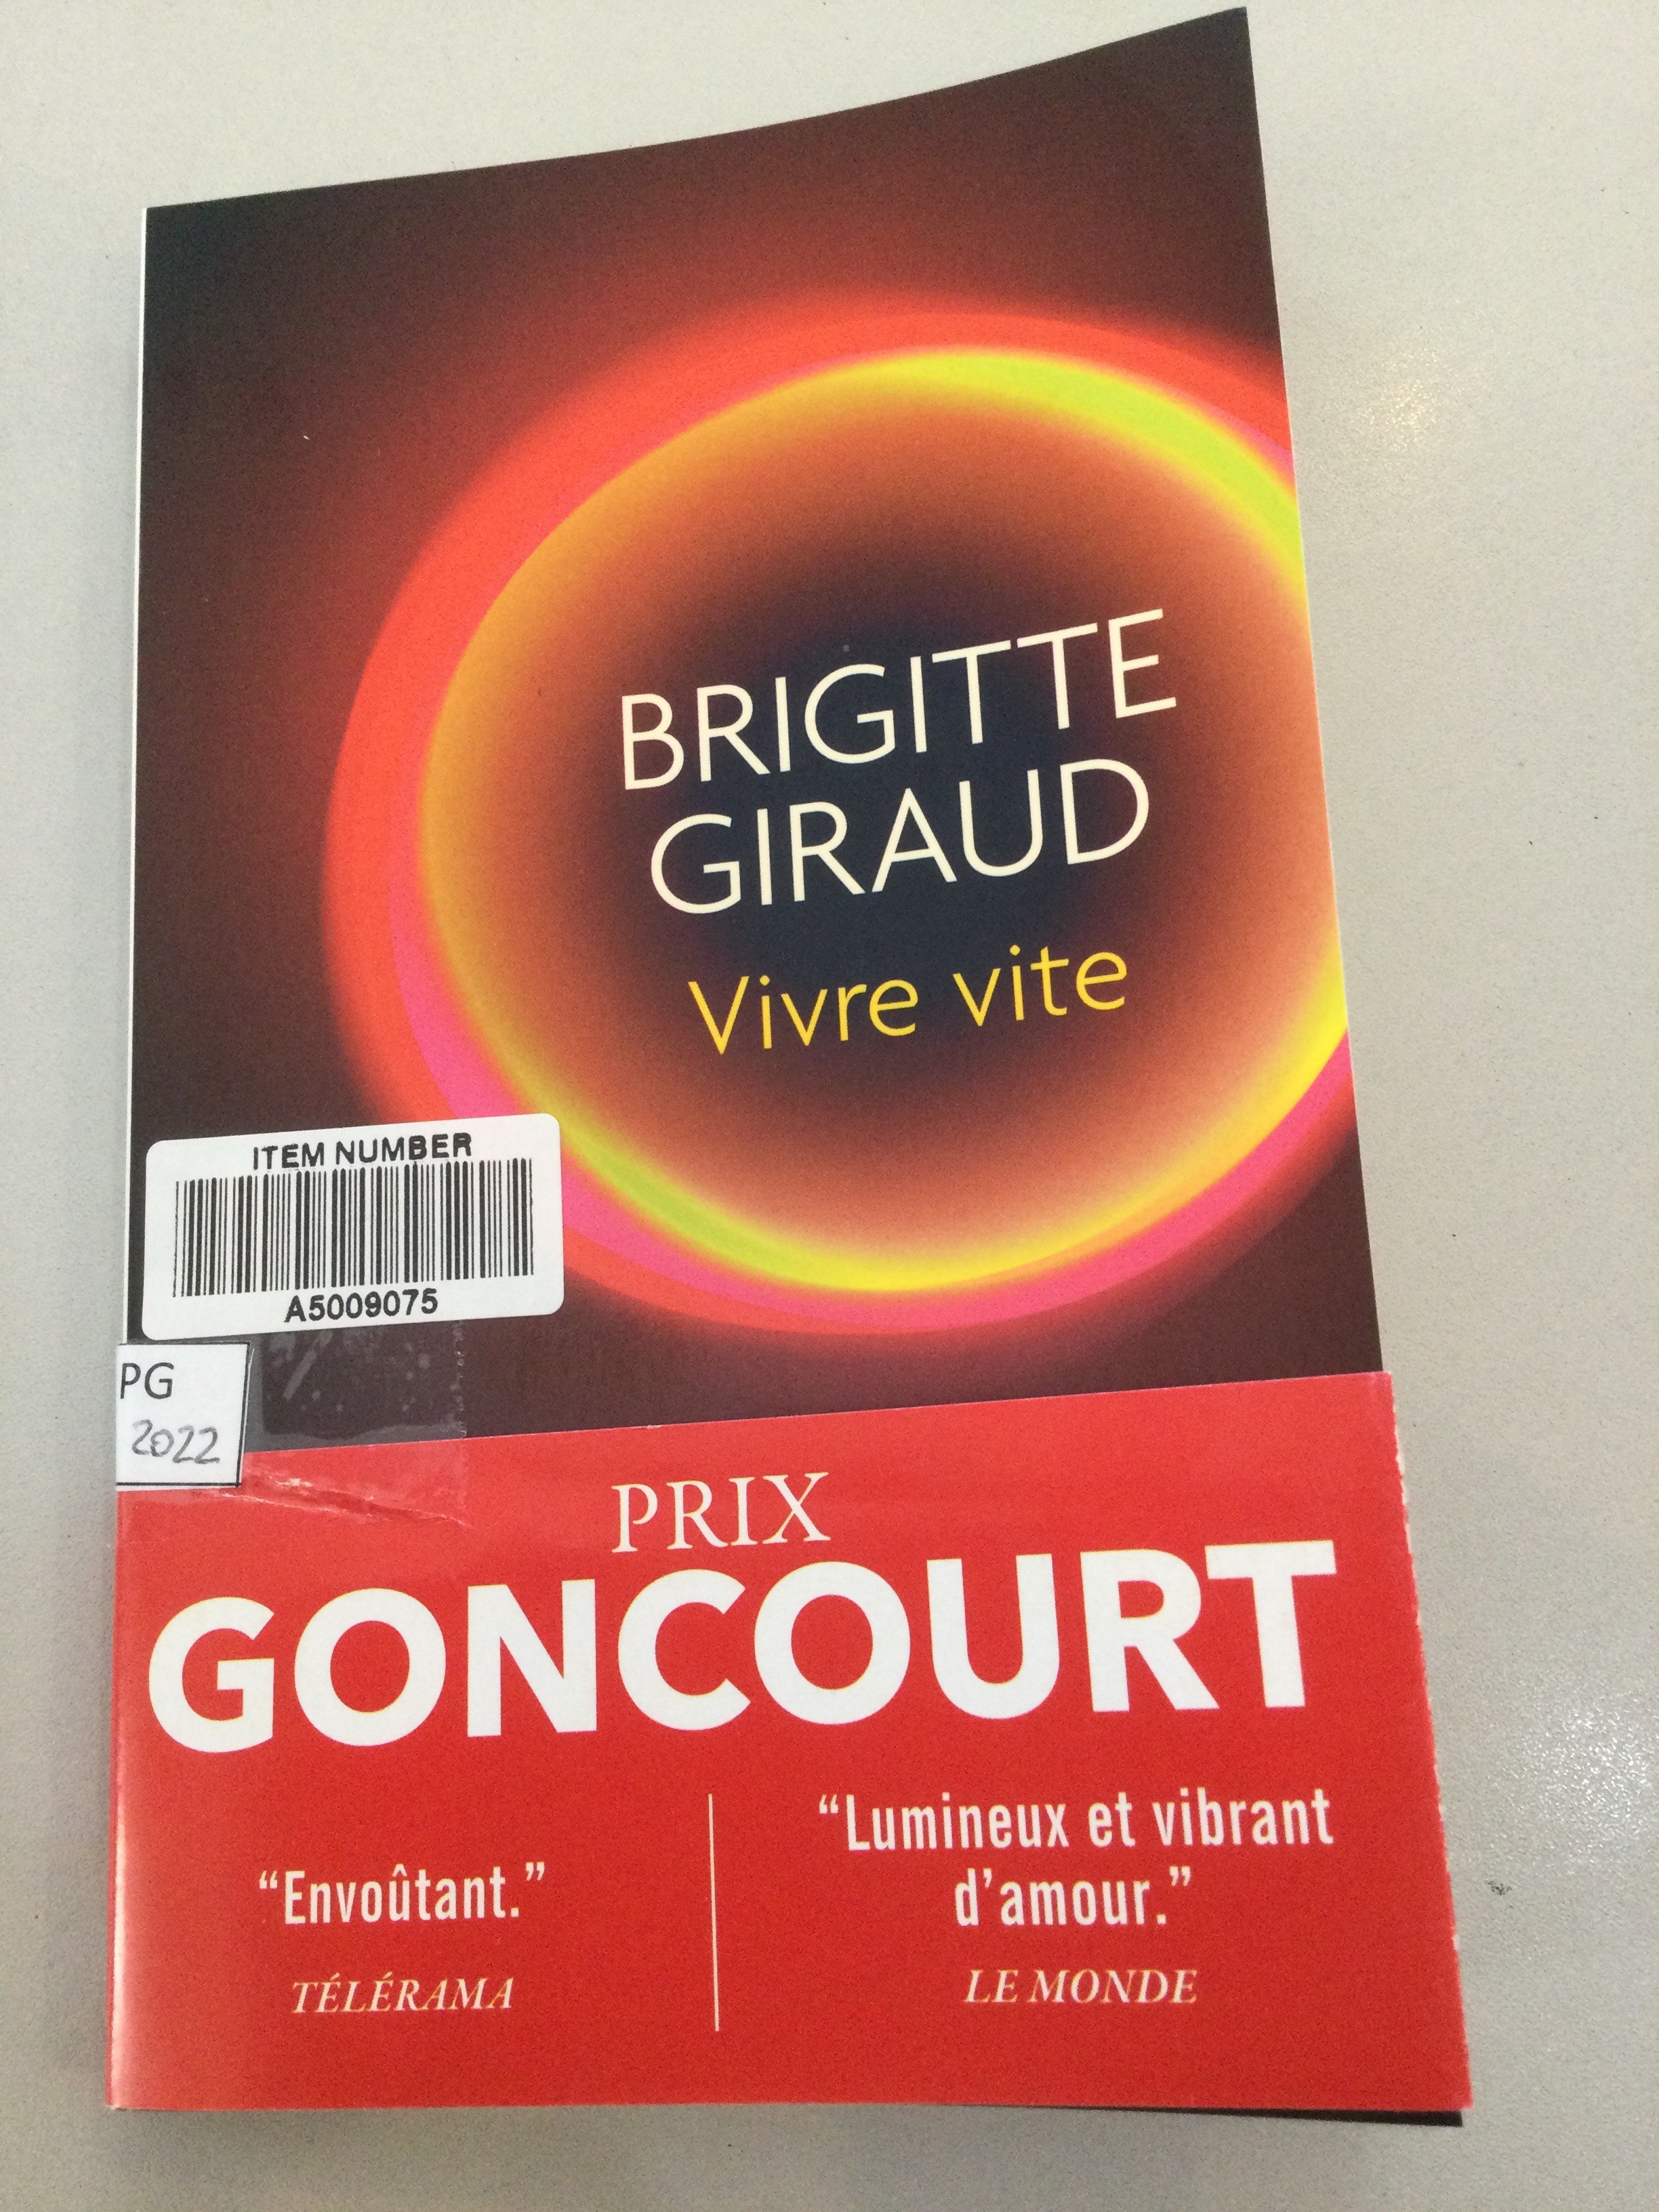 BRIGITTE
GIRAUD
Vivre vite
ITEM NUMBER
A5009075
PG
2022
PRIX
GONCOURT
“Envoûtant.”
TÉLÉRAMA
“Lumineux et vibrant
d’amour.”
LE MONDE